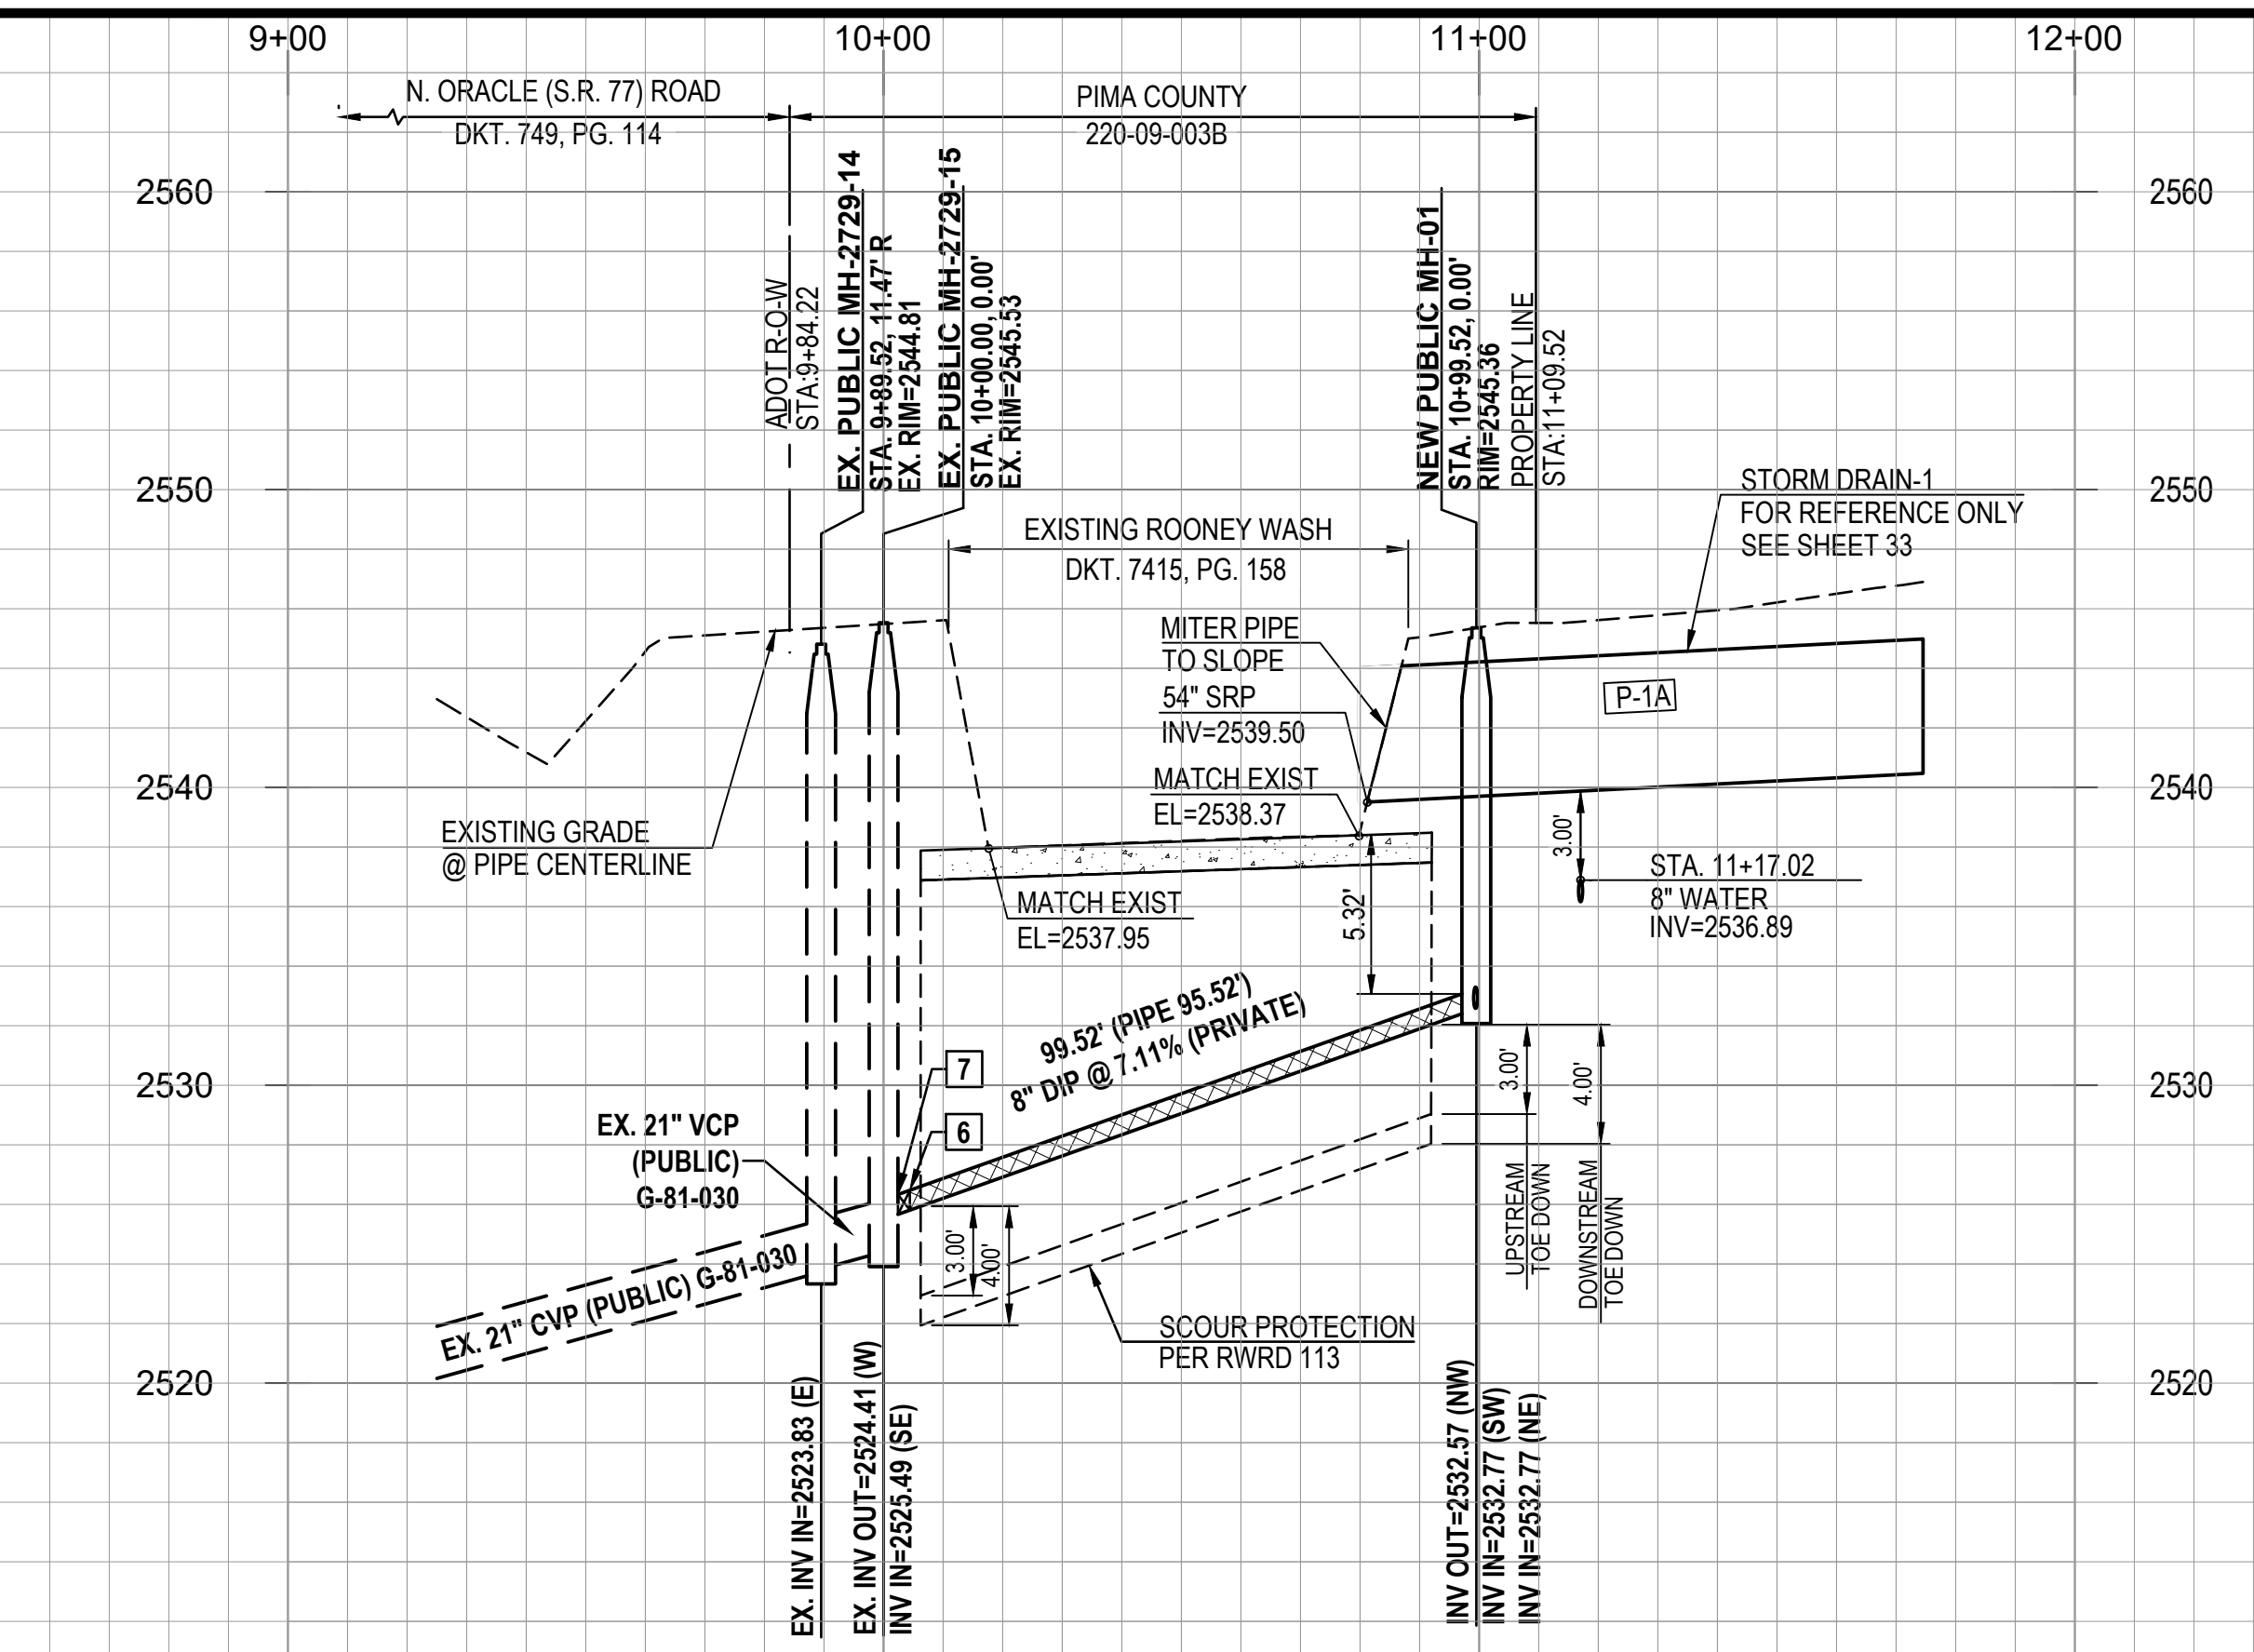 9+00
10+00
11+00
12+00
N. ORACLE (S.R. 77) ROAD
DKT. 749, PG. 114
PIMA COUNTY
220-09-003B
2560
2560
ADOT R-O-W
STA:9+84.22
EX. PUBLIC MH-2729-14
STA. 9+89.52, 11.47' R
EX. RIM=2544.81
EX. PUBLIC MH-2729-15
STA. 10+00.00, 0.00'
EX. RIM=2545.53
NEW PUBLIC MH-01
STA. 10+99.52, 0.00'
RIM=2545.36
PROPERTY LINE
STA:11+09.52
2550
2550
STORM DRAIN-1
FOR REFERENCE ONLY
SEE SHEET 33
EXISTING ROONEY WASH
DKT. 7415, PG. 158
MITER PIPE
TO SLOPE
54" SRP
INV=2539.50
P-1A
MATCH EXIST
EL=2538.37
2540
2540
EXISTING GRADE
@ PIPE CENTERLINE
3.00'
STA. 11+17.02
8" WATER
INV=2536.89
MATCH EXIST
EL=2537.95
5.32'
99.52' (PIPE 95.52')
8" DIP @ 7.11% (PRIVATE)
7
6
2530
2530
3.00'
4.00'
EX. 21" VCP
(PUBLIC)
G-81-030
UPSTREAM
TOE DOWN
DOWNSTREAM
TOE DOWN
3.00'
4.00'
EX. 21" CVP (PUBLIC) G-81-030
SCOUR PROTECTION
PER RWRD 113
2520
2520
EX. INV IN=2523.83 (E)
EX. INV OUT=2524.41 (W)
INV IN=2525.49 (SE)
INV OUT=2532.57 (NW)
INV IN=2532.77 (SW)
INV IN=2532.77 (NE)